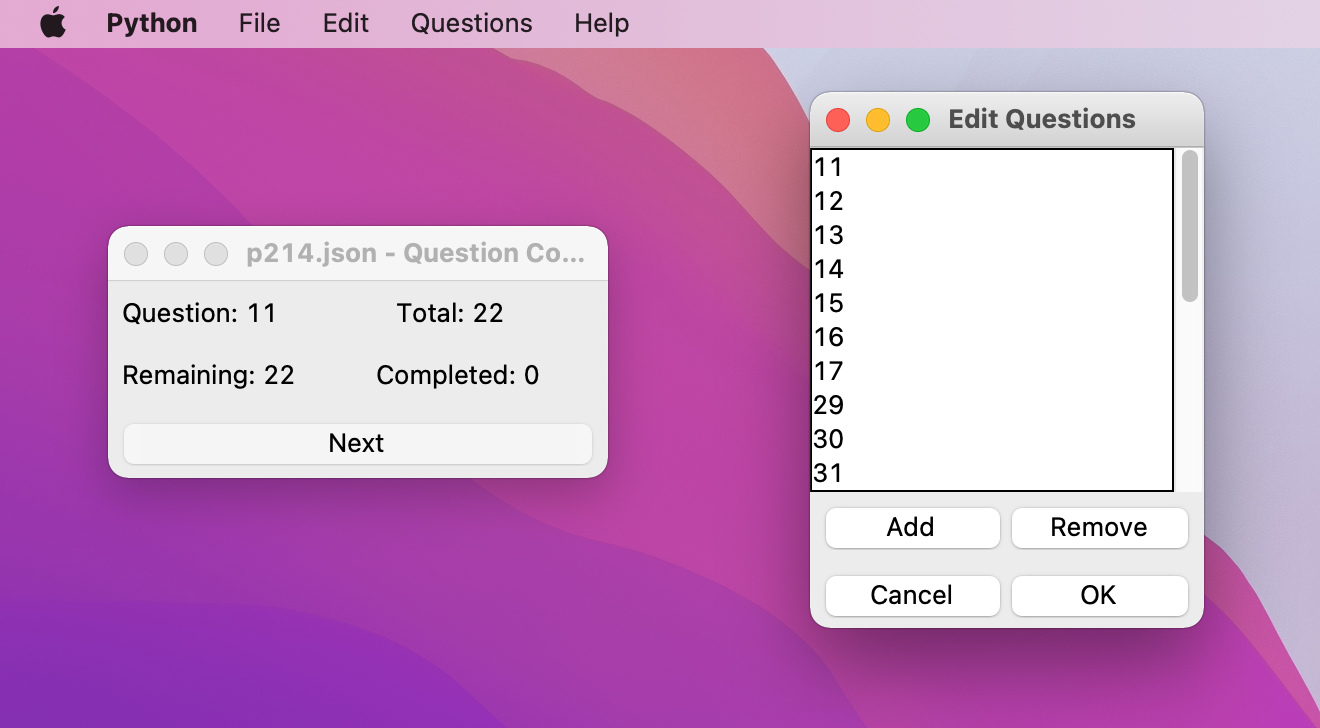 Python File Edit Questions Help
Edit Questions
11
12
13
14
15
16
17
29
30
31
Add Remove
Cancel OK
p214.json - Question Co...
Question: 11 Total: 22
Remaining: 22 Completed: 0
Next